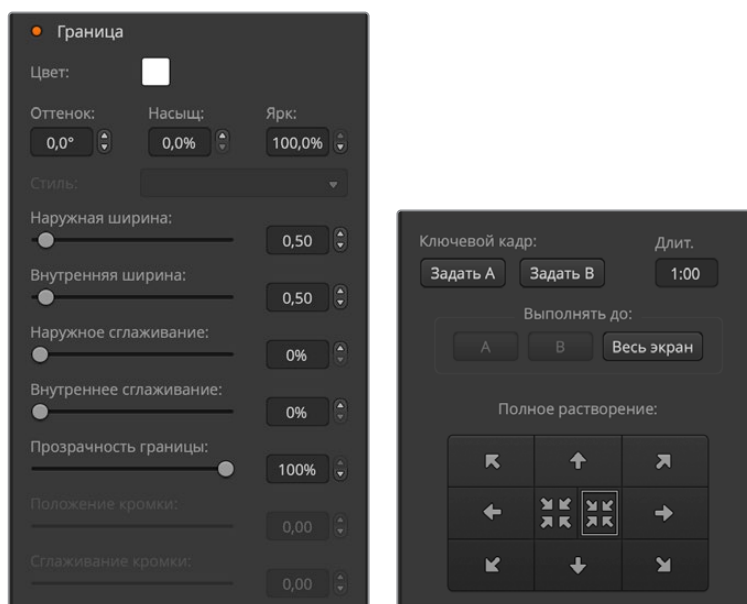 Граница
Цвет:
Оттенок: Насыщ: Ярк:
0,0° 0,0% 100,0%
Стиль:
Наружная ширина:
0,50
Внутренняя ширина:
0,50
Наружное сглаживание:
0%
Внутреннее сглаживание:
0%
Прозрачность границы:
100%
Положение кромки:
0,00
Сглаживание кромки:
0,00
Ключевой кадр: Длит.
Задать A Задать B 1:00
Выполнять до:
A B Весь экран
Полное растворение: